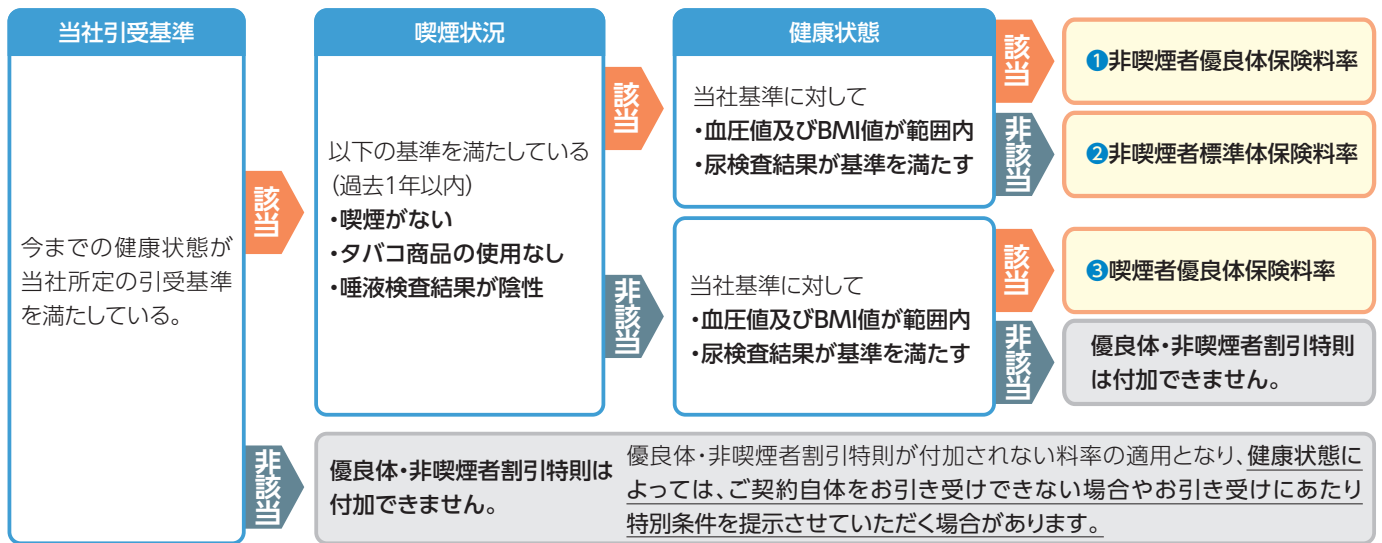 当社引受基準
今までの健康状態が
当社所定の引受基準
を満たしている。
該当
非該当
喫煙状況
以下の基準を満たしている
（過去1年以内）
・喫煙がない
・タバコ商品の使用なし
・唾液検査結果が陰性
該当
非該当
健康状態
当社基準に対して
・血圧値及びBMI値が範囲内
・尿検査結果が基準を満たす
該当
❶非喫煙者優良体保険料率
非該当
❷非喫煙者標準体保険料率
当社基準に対して
・血圧値及びBMI値が範囲内
・尿検査結果が基準を満たす
該当
❸喫煙者優良体保険料率
非該当
優良体・非喫煙者割引特則
は付加できません。
優良体・非喫煙者割引特則は
付加できません。
優良体・非喫煙者割引特則が付加されない料率の適用となり、健康状態に
よっては、ご契約自体をお引き受けできない場合やお引き受けにあたり
特別条件を提示させていただく場合があります。